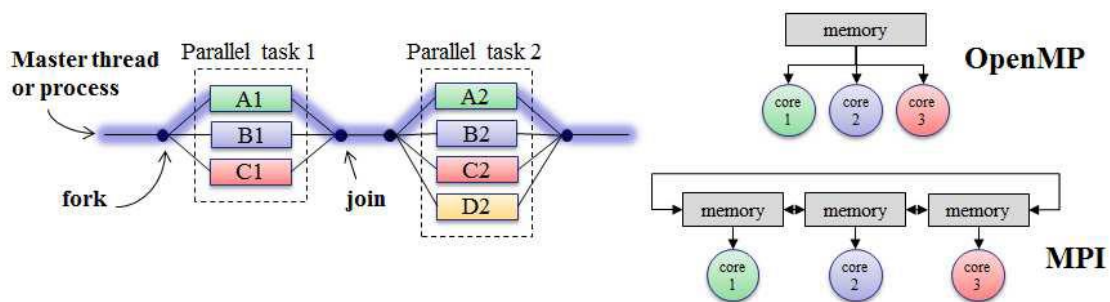 Master thread
or process
fork
Parallel task 1
A1
B1
C1
join
Parallel task 2
A2
B2
C2
D2
memory
OpenMP
core
1
core
2
core
3
memory
memory
memory
core
1
core
2
core
3
MPI